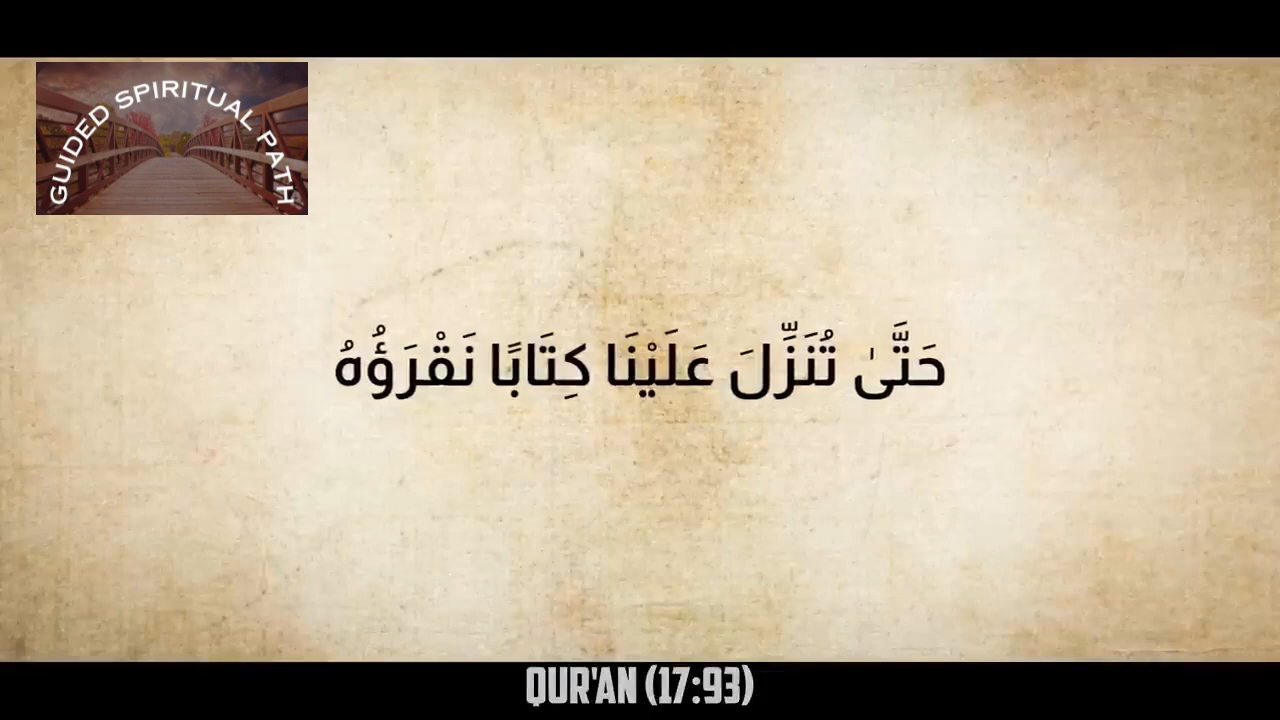 GUIDED SPIRITUAL PATH
حَتَّىٰ تُنَزِّلَ عَلَيْنَا كِتَابًا نَقْرَؤُهُ
QUR'AN (17:93)